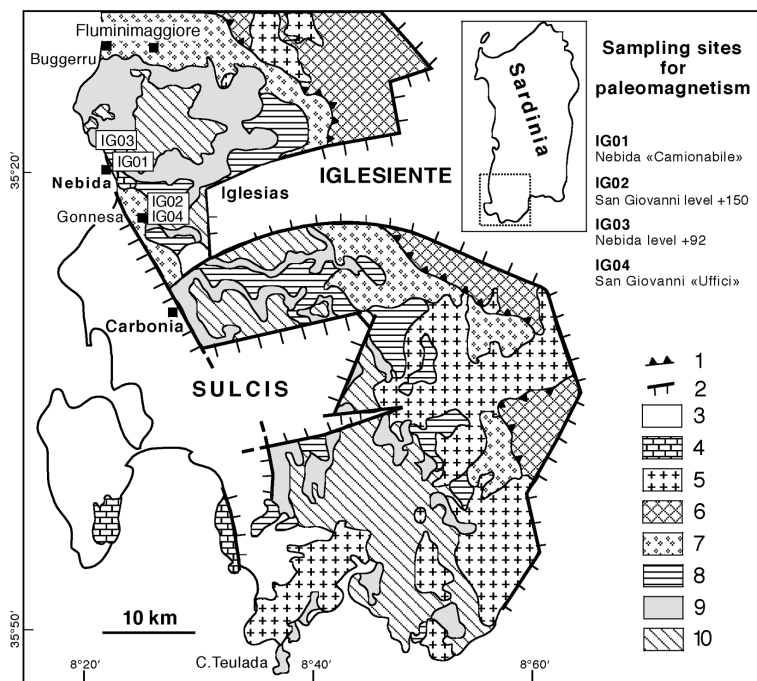 Fluminimaggiore
Buggerru
IG03
IG01
Nebida
Iglesias
IGLESIENTE
IG02
IG04
Gonnesa
Carbonia
SULCIS
10 km
C.Teulada
35°20'
35°50'
8°20'
8°40'
8°60'
Sardinia
Sampling sites
for
paleomagnetism
IG01
Nebida «Camionabile»
IG02
San Giovanni level +150
IG03
Nebida level +92
IG04
San Giovanni «Uffici»
1
2
3
4
5
6
7
8
9
10